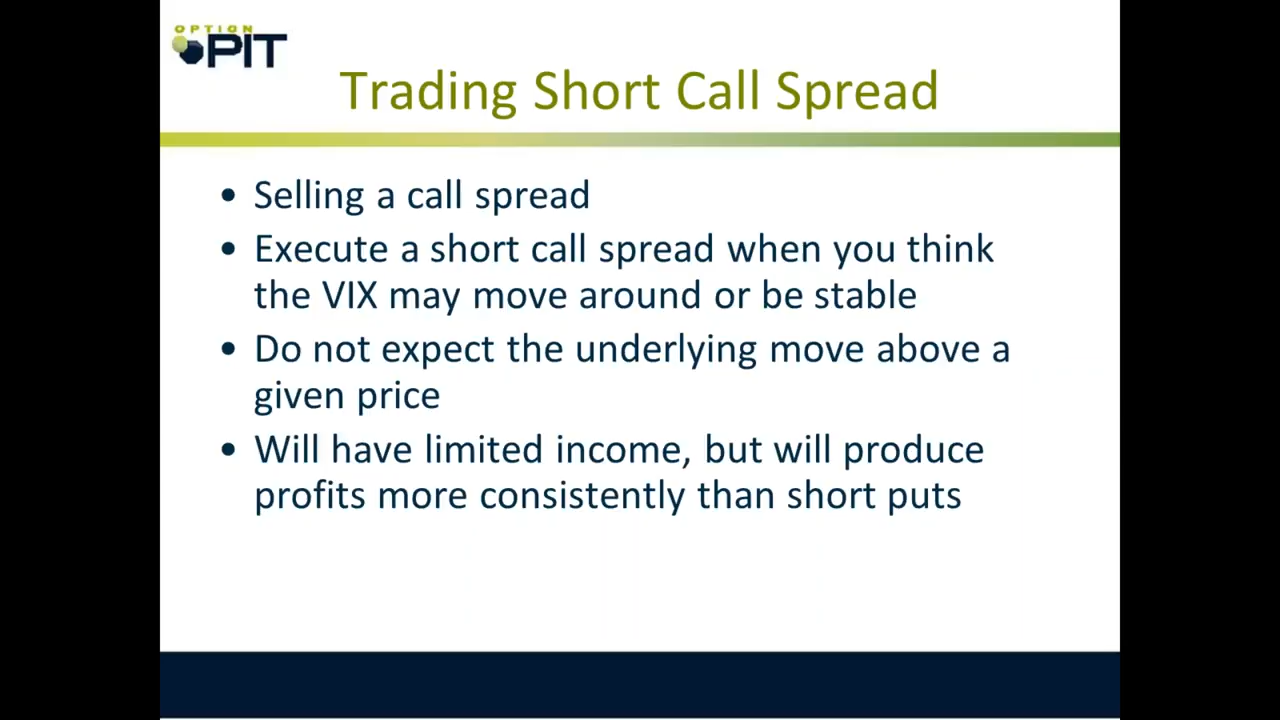 OPTION
PIT
Trading Short Call Spread
• Selling a call spread
• Execute a short call spread when you think
the VIX may move around or be stable
• Do not expect the underlying move above a
given price
• Will have limited income, but will produce
profits more consistently than short puts